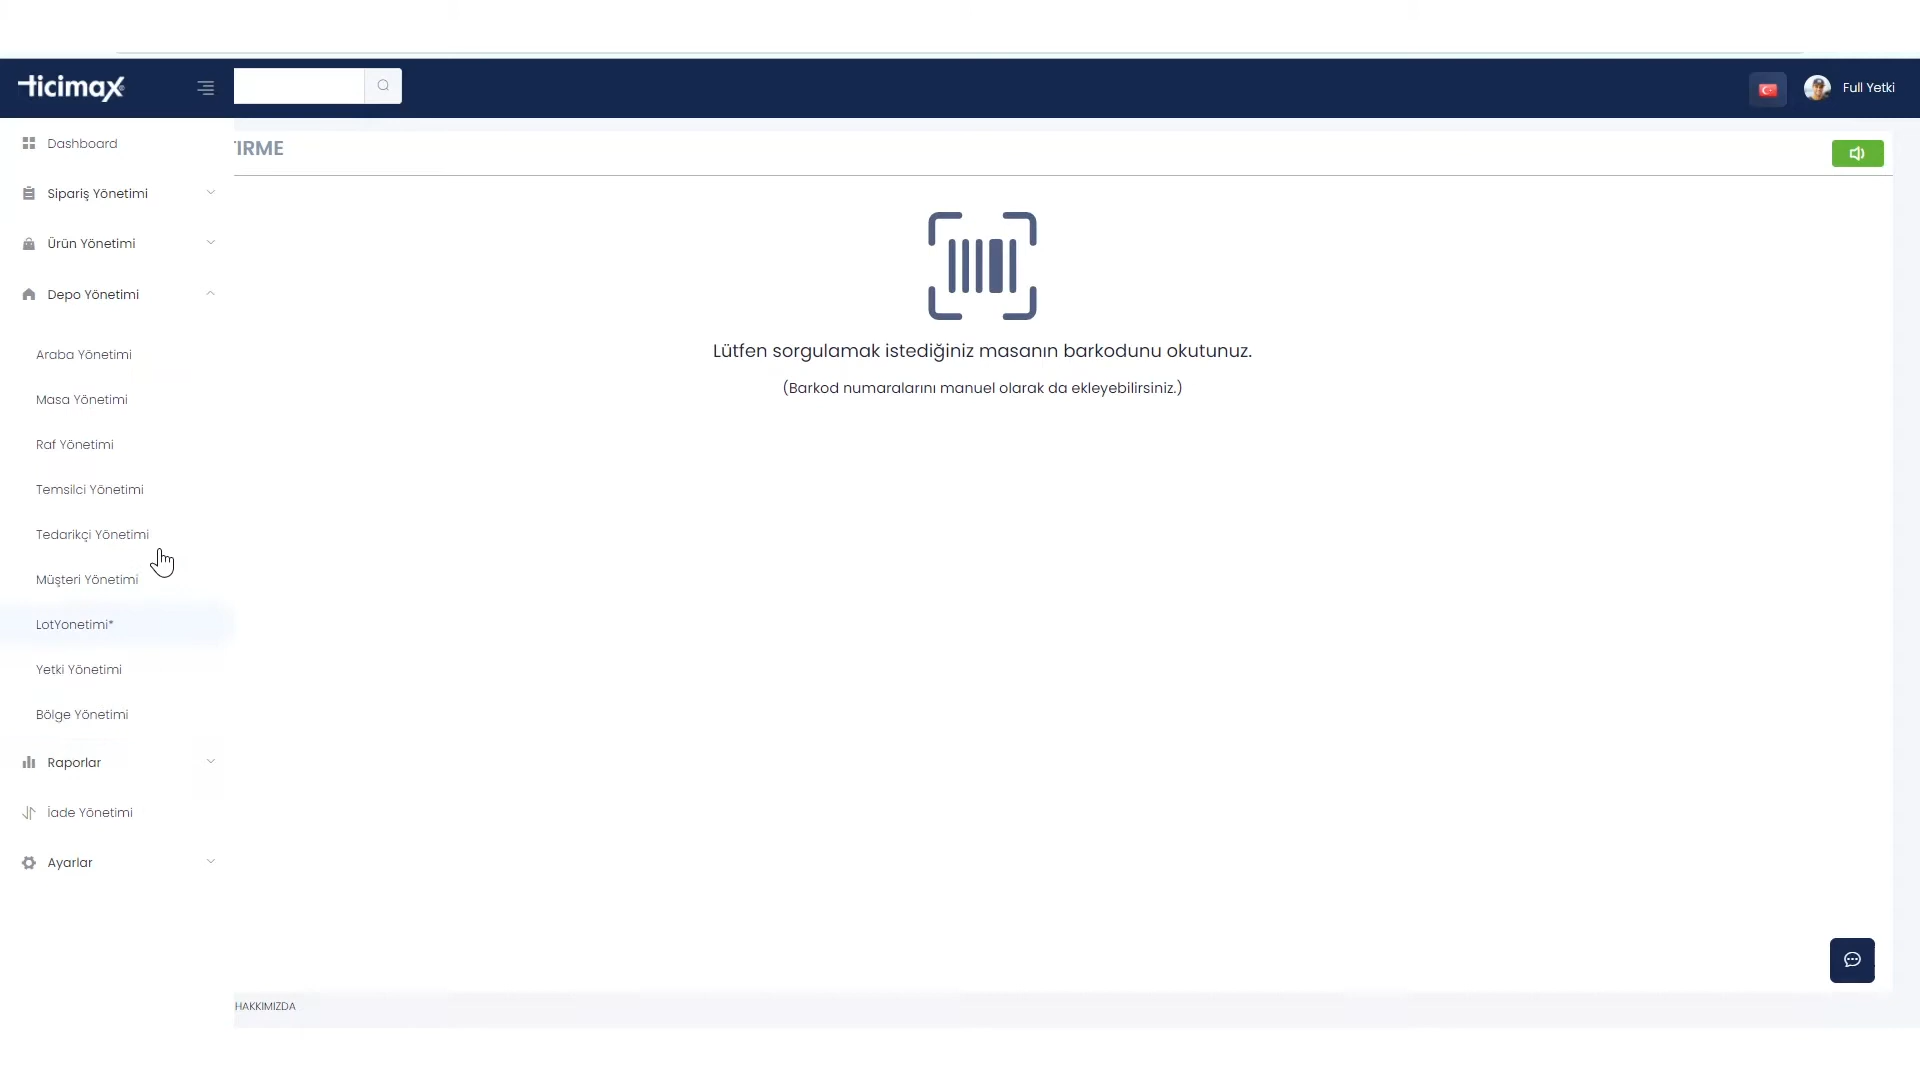 ticimax
Full Yetki
Dashboard
Sipariş Yönetimi
Ürün Yönetimi
Depo Yönetimi
Araba Yönetimi
Masa Yönetimi
Raf Yönetimi
Temsilci Yönetimi
Tedarikçi Yönetimi
Müşteri Yönetimi
LotYonetimi*
Yetki Yönetimi
Bölge Yönetimi
Raporlar
İade Yönetimi
Ayarlar
TIRME
Lütfen sorgulamak istediğiniz masanın barkodunu okutunuz.
(Barkod numaralarını manuel olarak da ekleyebilirsiniz.)
HAKKIMIZDA